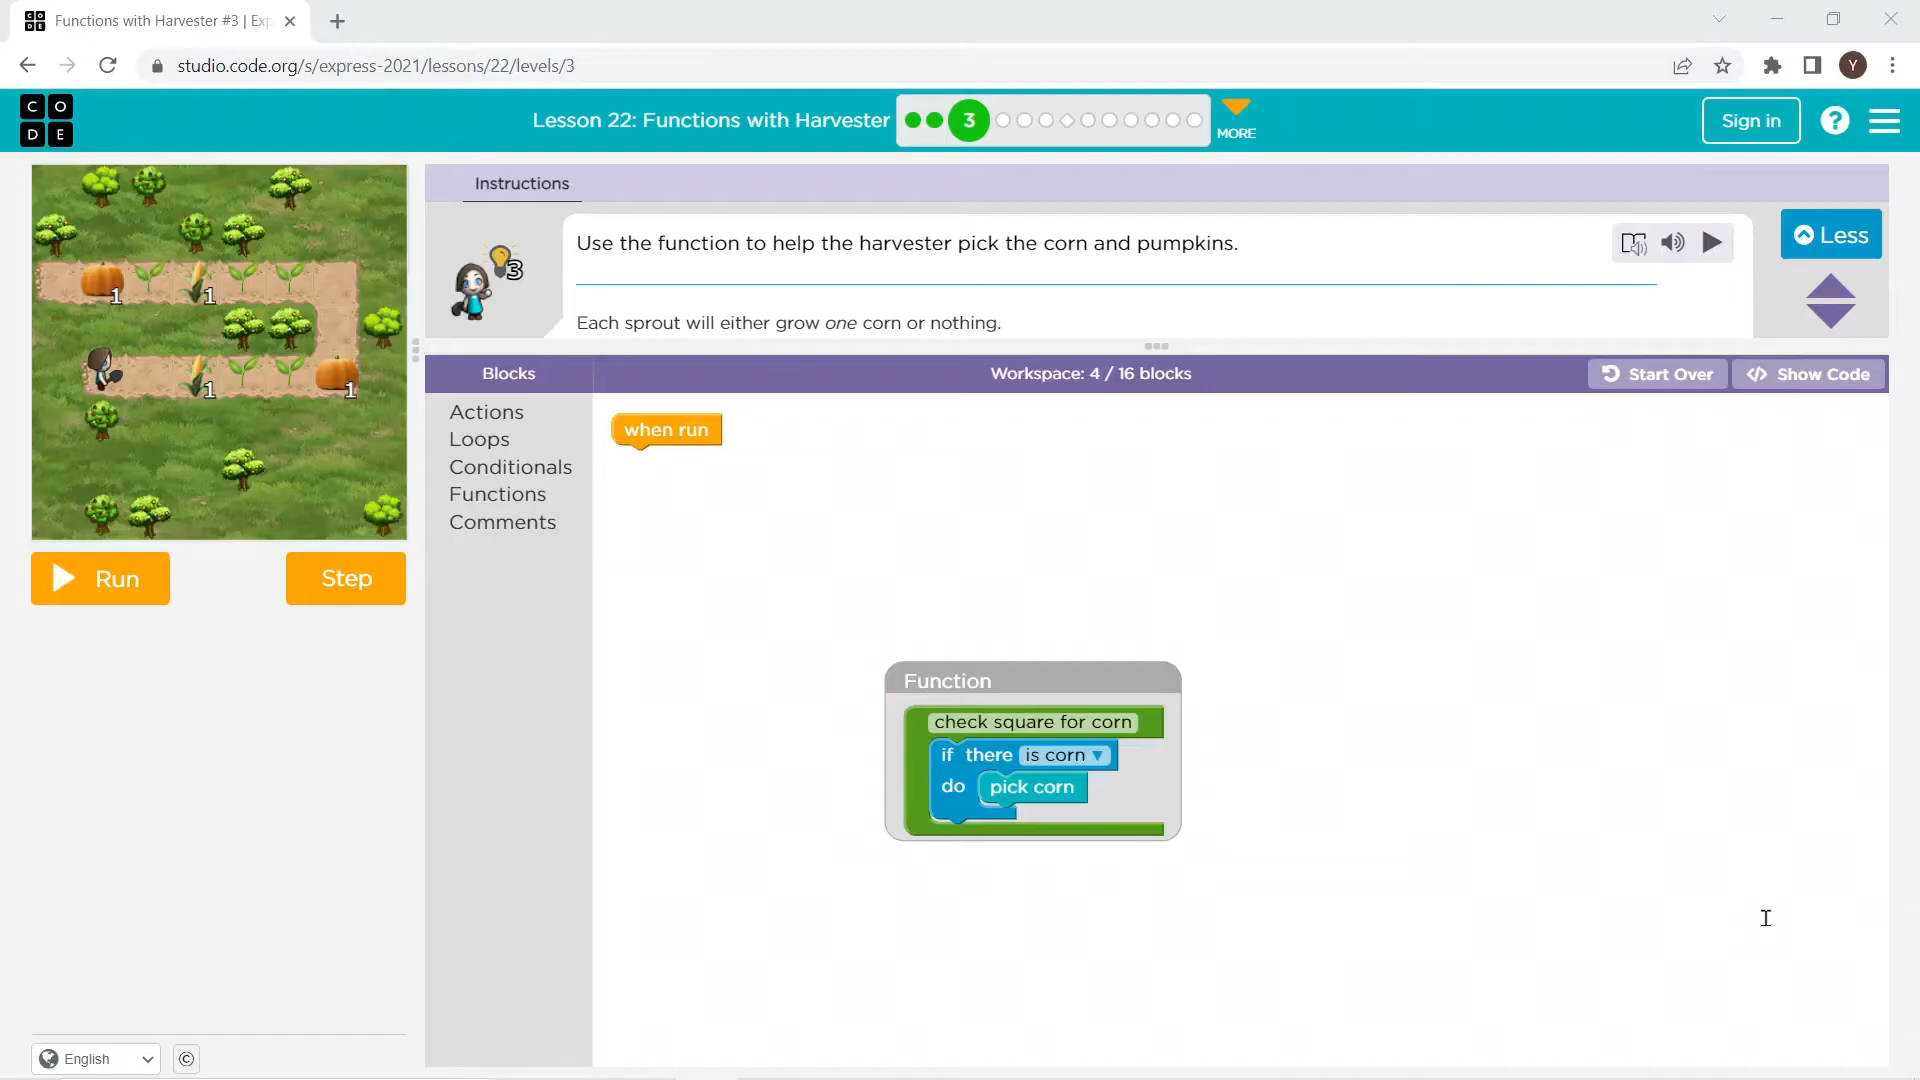 Functions with Harvester #3 | Exp
studio.code.org/s/express-2021/lessons/22/levels/3
Y
C O
D E
Lesson 22: Functions with Harvester
3
MORE
Sign in
?
Instructions
3
Use the function to help the harvester pick the corn and pumpkins.
Less
Each sprout will either grow one corn or nothing.
1
1
1
1
Blocks
Workspace: 4 / 16 blocks
Start Over
Show Code
Actions
Loops
Conditionals
Functions
Comments
when run
Function
check square for corn
if there is corn
do pick corn
Run
Step
English
©